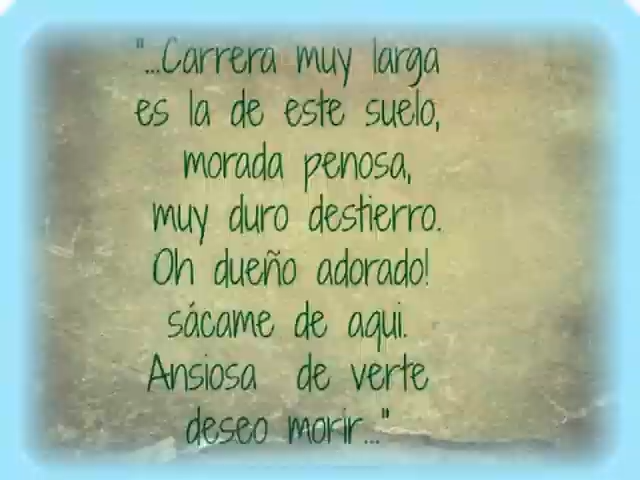 "...Carrera muy larga
es la de este suelo,
morada penosa,
muy duro destierro.
Oh dueño adorado!
sácame de aqui.
Ansiosa de verte
deseo morir..."